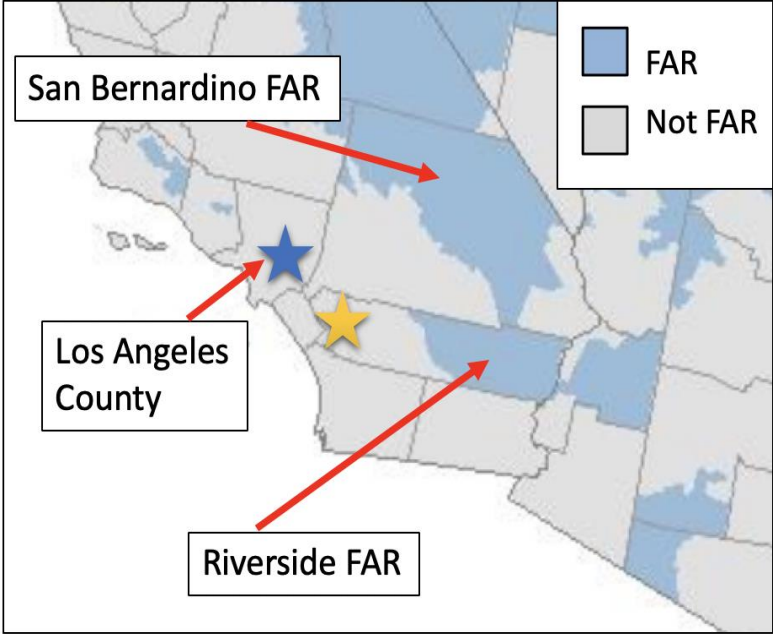 San Bernardino FAR
FAR
Not FAR
Los Angeles
County
Riverside FAR